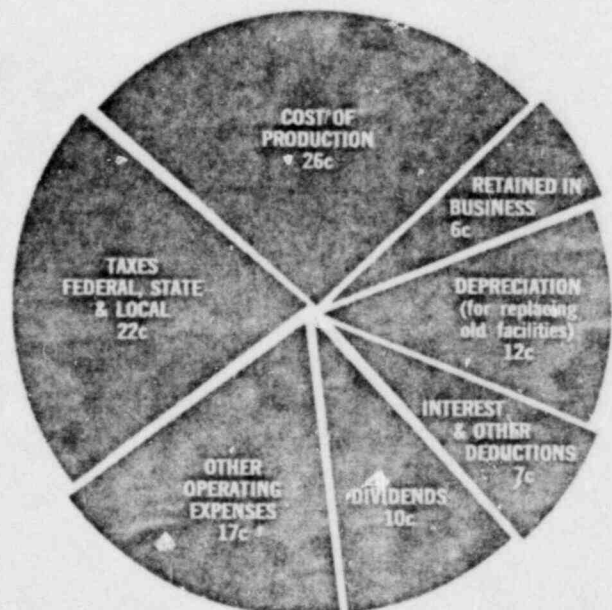 COST OF
PRODUCTION
26c
RETAINED IN
BUSINESS
6c
DEPRECIATION
(for replacing
old facilities)
12c
INTEREST
& OTHER
DEDUCTIONS
7c
DIVIDENDS
10c
OTHER
OPERATING
EXPENSES
17c
TAXES
FEDERAL, STATE
& LOCAL
22c